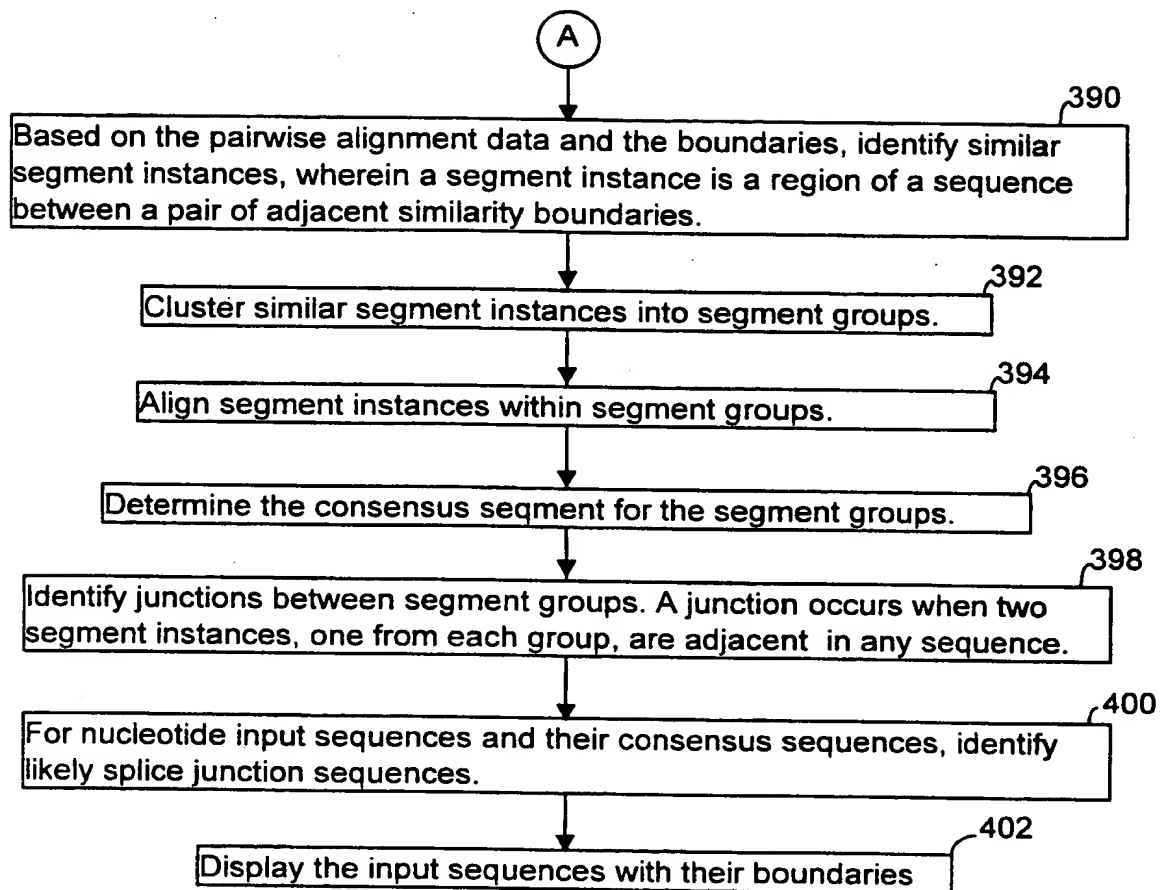 A
390
Based on the pairwise alignment data and the boundaries, identify similar
segment instances, wherein a segment instance is a region of a sequence
between a pair of adjacent similarity boundaries.
392
Cluster similar segment instances into segment groups.
394
Align segment instances within segment groups.
396
Determine the consensus seqment for the segment groups.
398
Identify junctions between segment groups. A junction occurs when two
segment instances, one from each group, are adjacent in any sequence.
400
For nucleotide input sequences and their consensus sequences, identify
likely splice junction sequences.
402
Display the input sequences with their boundaries